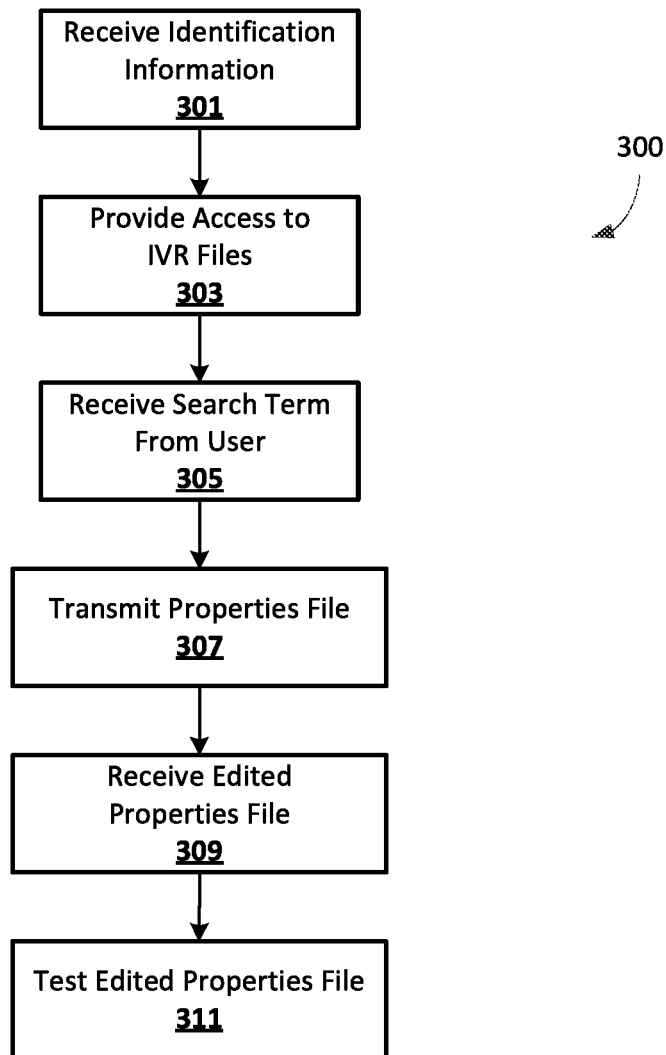 Receive Identification
Information
301
300
Provide Access to
IVR Files
303
Receive Search Term
From User
305
Transmit Properties File
307
Receive Edited
Properties File
309
Test Edited Properties File
311